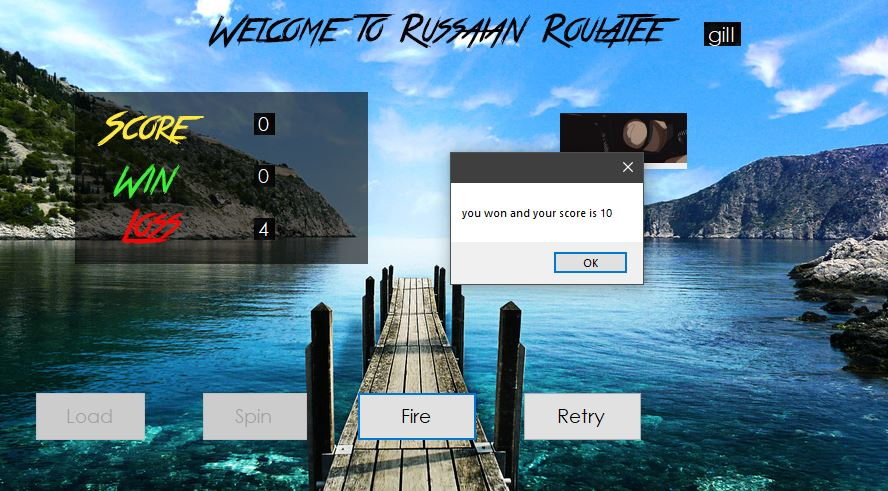 Welcome To Russaian Roulatee
gill
Score 0
Win 0
Loss 4
you won and your score is 10
OK
Load
Spin
Fire
Retry